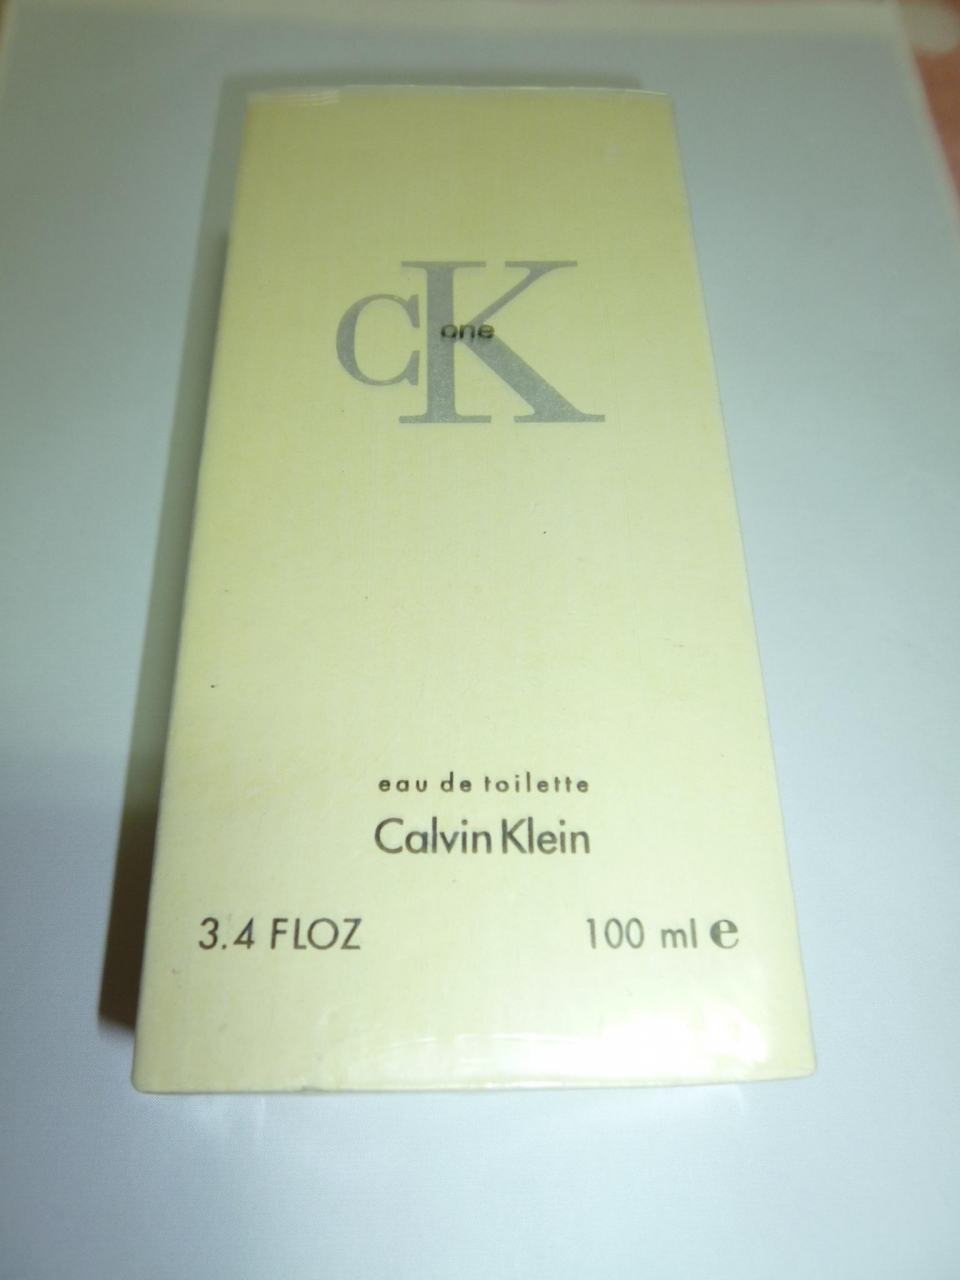 cK
one
eau de toilette
Calvin Klein
3.4 FLOZ 100 ml e